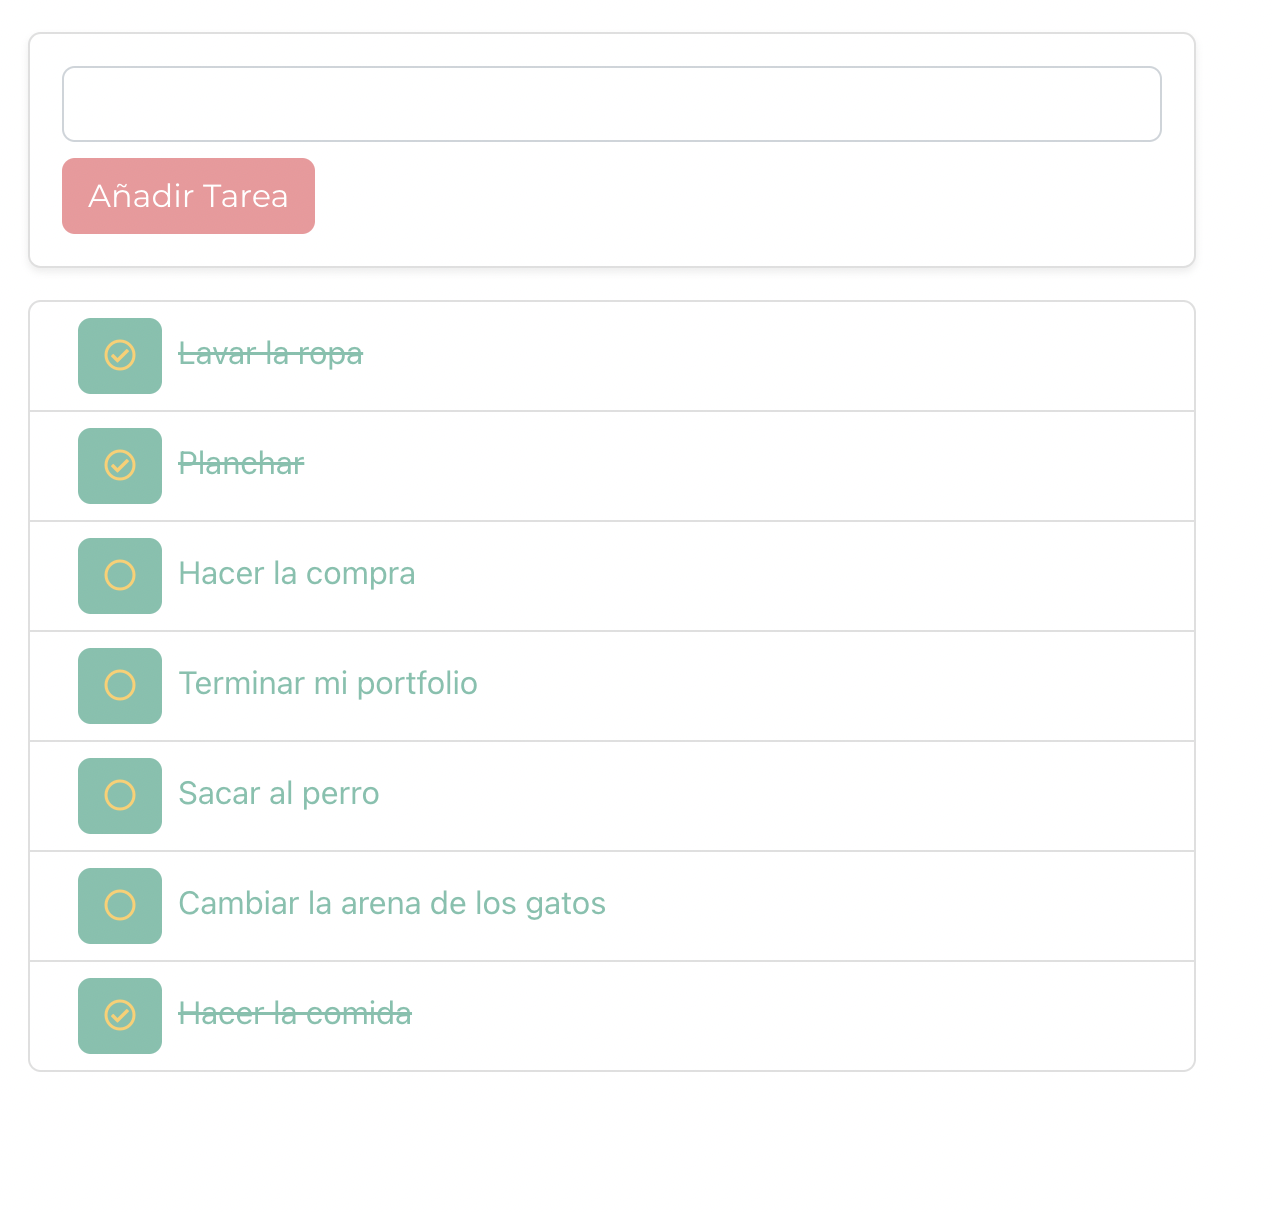 Añadir Tarea
Lavar la ropa
Planchar
Hacer la compra
Terminar mi portfolio
Sacar al perro
Cambiar la arena de los gatos
Hacer la comida